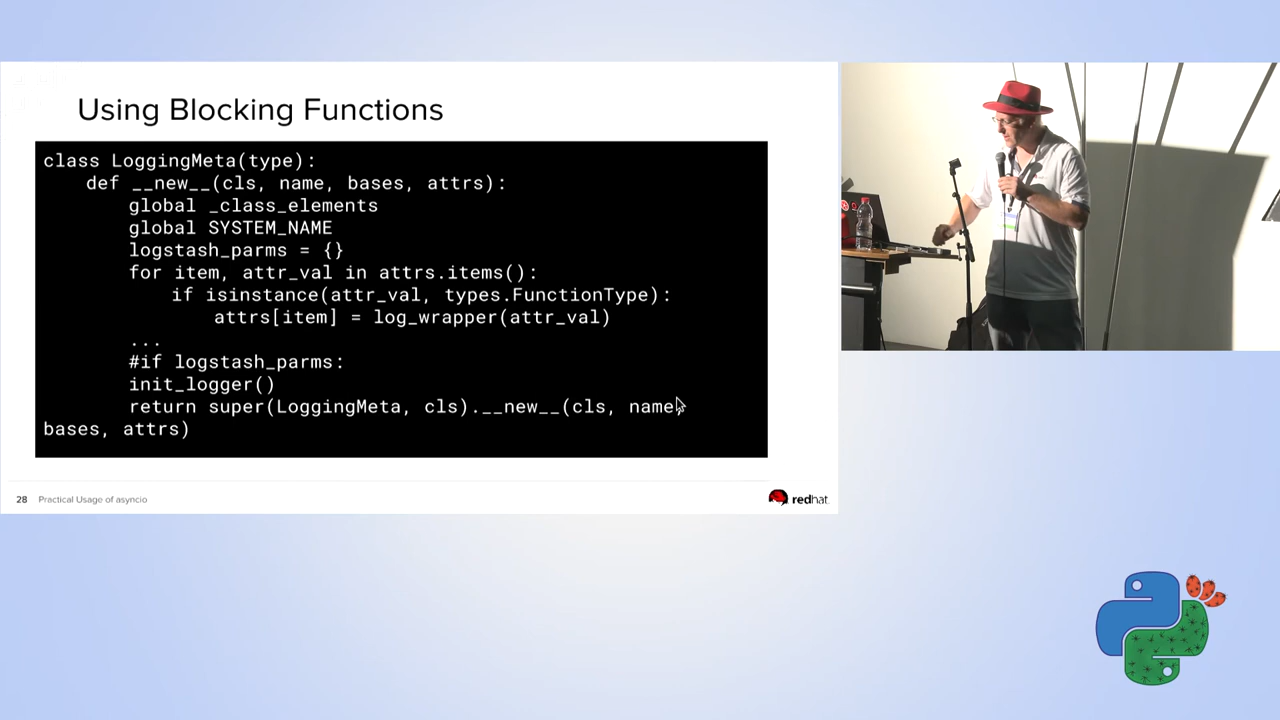 Using Blocking Functions
class LoggingMeta(type):
def __new__(cls, name, bases, attrs):
global _class_elements
global SYSTEM_NAME
logstash_parms = {}
for item, attr_val in attrs.items():
if isinstance(attr_val, types.FunctionType):
attrs[item] = log_wrapper(attr_val)
...
#if logstash_parms:
init_logger()
return super(LoggingMeta, cls).__new__(cls, name,
bases, attrs)
28 Practical Usage of asyncio
redhat.